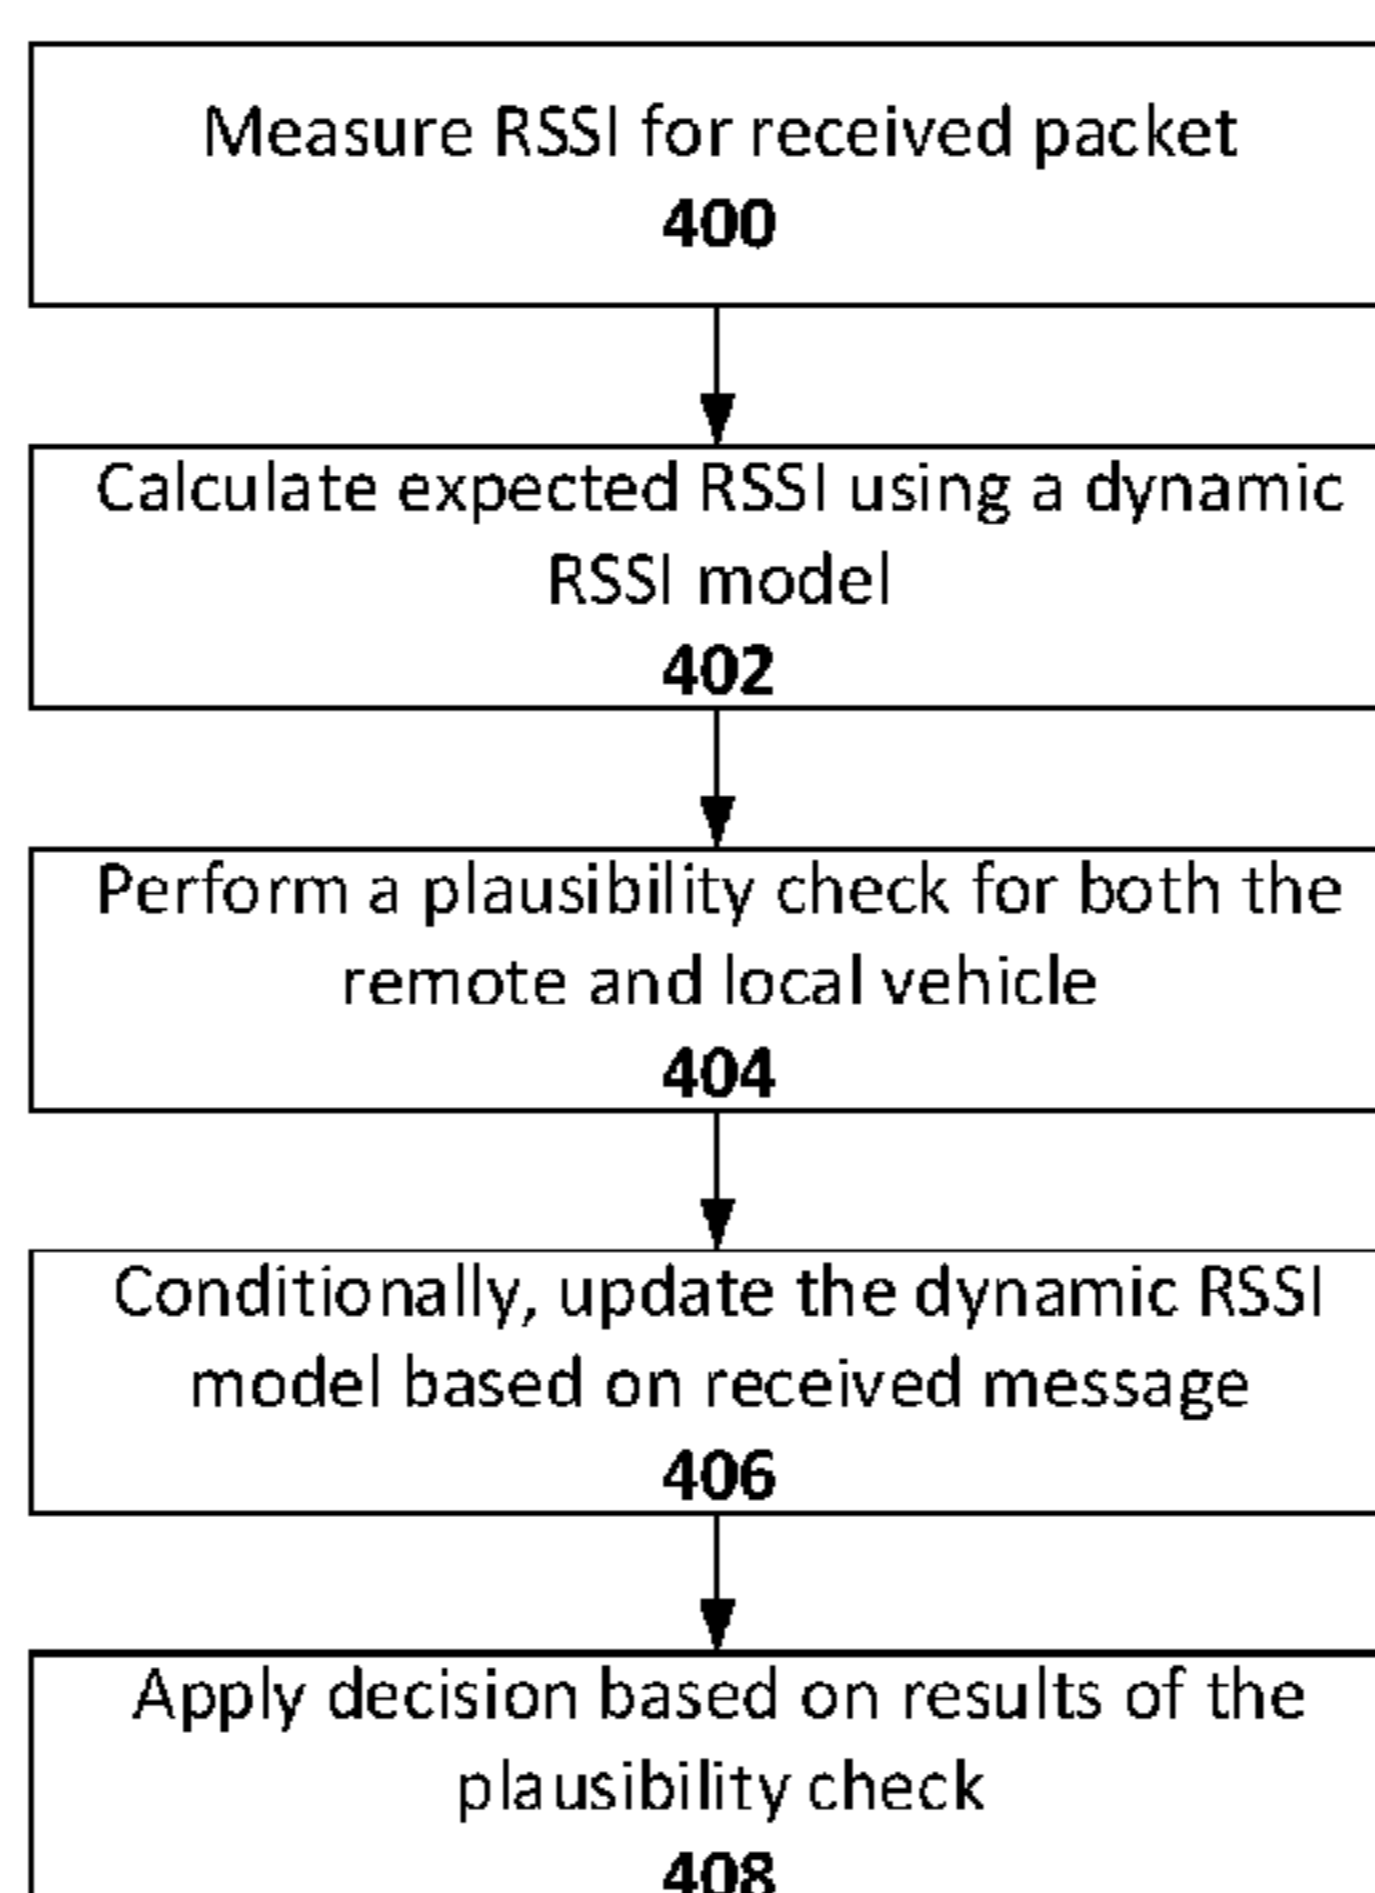 Measure RSSI for received packet
400
Calculate expected RSSI using a dynamic
RSSI model
402
Perform a plausibility check for both the
remote and local vehicle
404
Conditionally, update the dynamic RSSI
model based on received message
406
Apply decision based on results of the
plausibility check
408